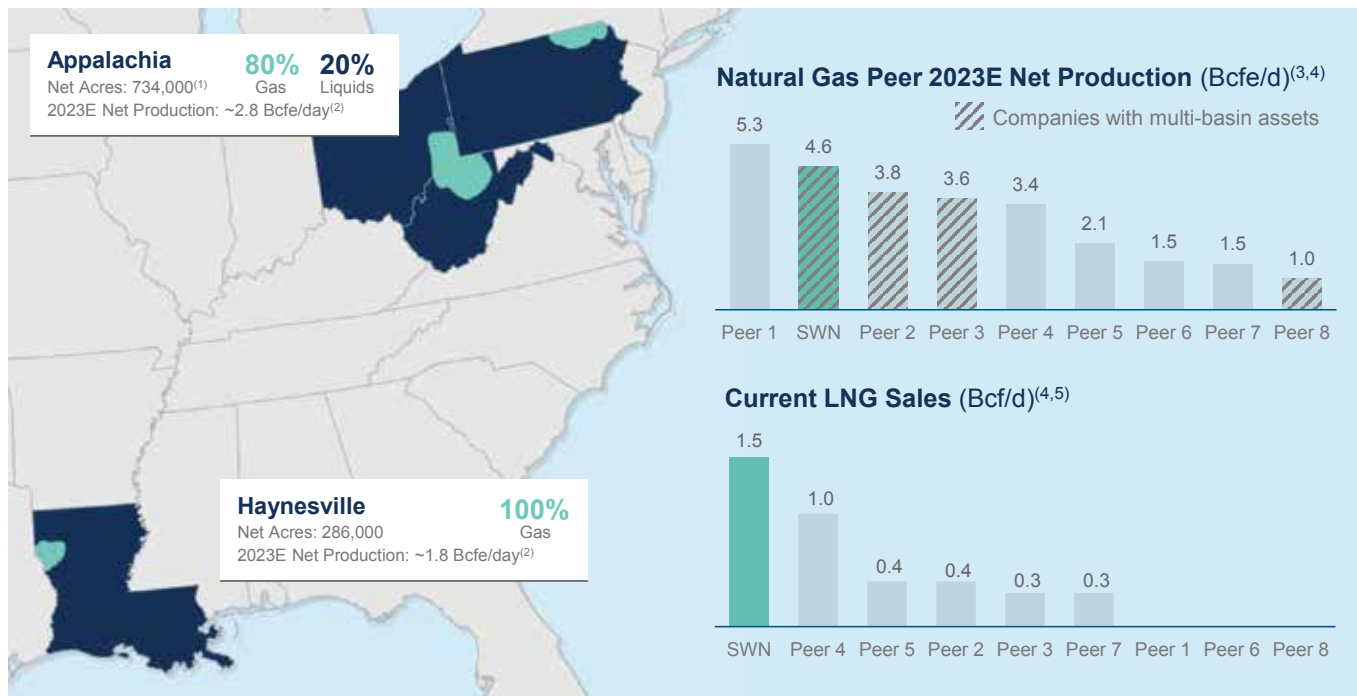 Appalachia
80% 20%
Net Acres: 734,000(1) Gas Liquids
2023E Net Production: ~2.8 Bcfe/day(2)
Haynesville
100%
Net Acres: 286,000 Gas
2023E Net Production: ~1.8 Bcfe/day(2)
Natural Gas Peer 2023E Net Production (Bcfe/d)(3,4)
Companies with multi-basin assets
5.3 4.6 3.8 3.6 3.4 2.1 1.5 1.5 1.0
Peer 1 SWN Peer 2 Peer 3 Peer 4 Peer 5 Peer 6 Peer 7 Peer 8
Current LNG Sales (Bcf/d)(4,5)
1.5 1.0 0.4 0.4 0.3 0.3
SWN Peer 4 Peer 5 Peer 2 Peer 3 Peer 7 Peer 1 Peer 6 Peer 8